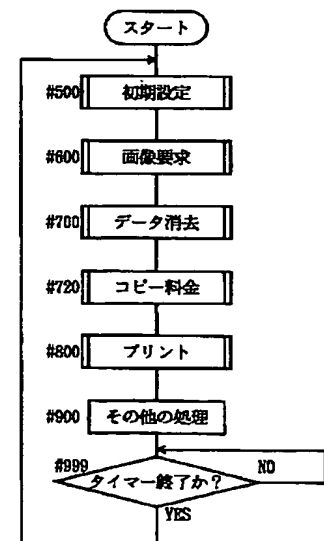 スタート
#500 初期設定
#600 画像要求
#700 データ消去
#720 コピー料金
#800 プリント
#900 その他の処理
#999 タイマー終了か? NO
YES